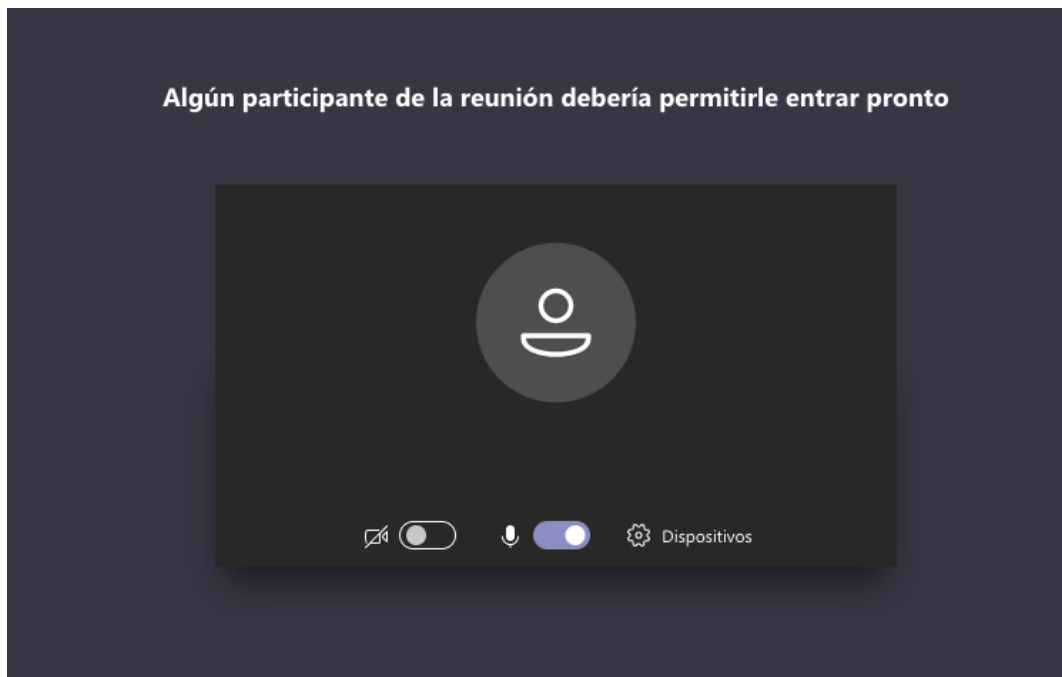 Algún participante de la reunión debería permitirle entrar pronto
Dispositivos